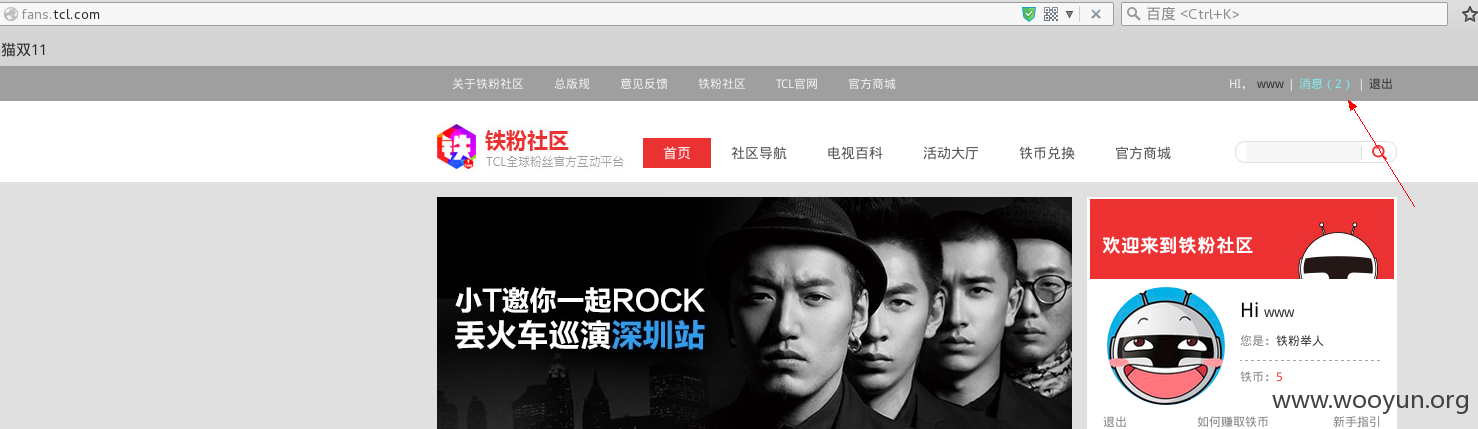 fans.tcl.com 百度 <Ctrl+K>
猫双11
关于铁粉社区 总版规 意见反馈 铁粉社区 TCL官网 官方商城 HI， www | 消息 ( 2 ) | 退出
铁 铁粉社区
TCL全球粉丝官方互动平台
首页 社区导航 电视百科 活动大厅 铁币兑换 官方商城
欢迎来到铁粉社区
小T邀你一起ROCK
丢火车巡演深圳站
Hi www
您是：铁粉举人
铁币：5
www.wooyun.org
退出 如何赚取铁币 新手指引